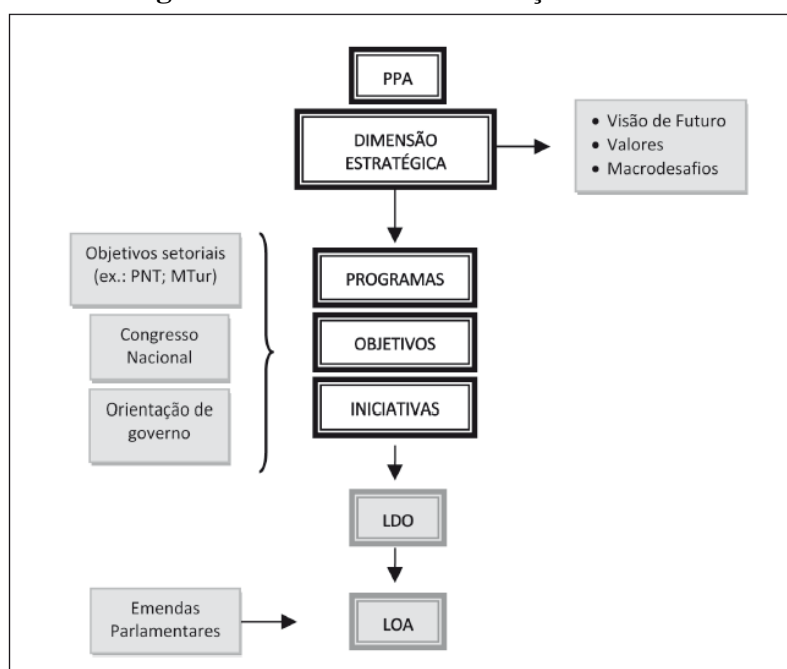 PPA
DIMENSÃO
ESTRATÉGICA
• Visão de Futuro
• Valores
• Macrodesafios
Objetivos setoriais
(ex.: PNT; MTur)
Congresso
Nacional
Orientação de
governo
PROGRAMAS
OBJETIVOS
INICIATIVAS
LDO
Emendas
Parlamentares
LOA